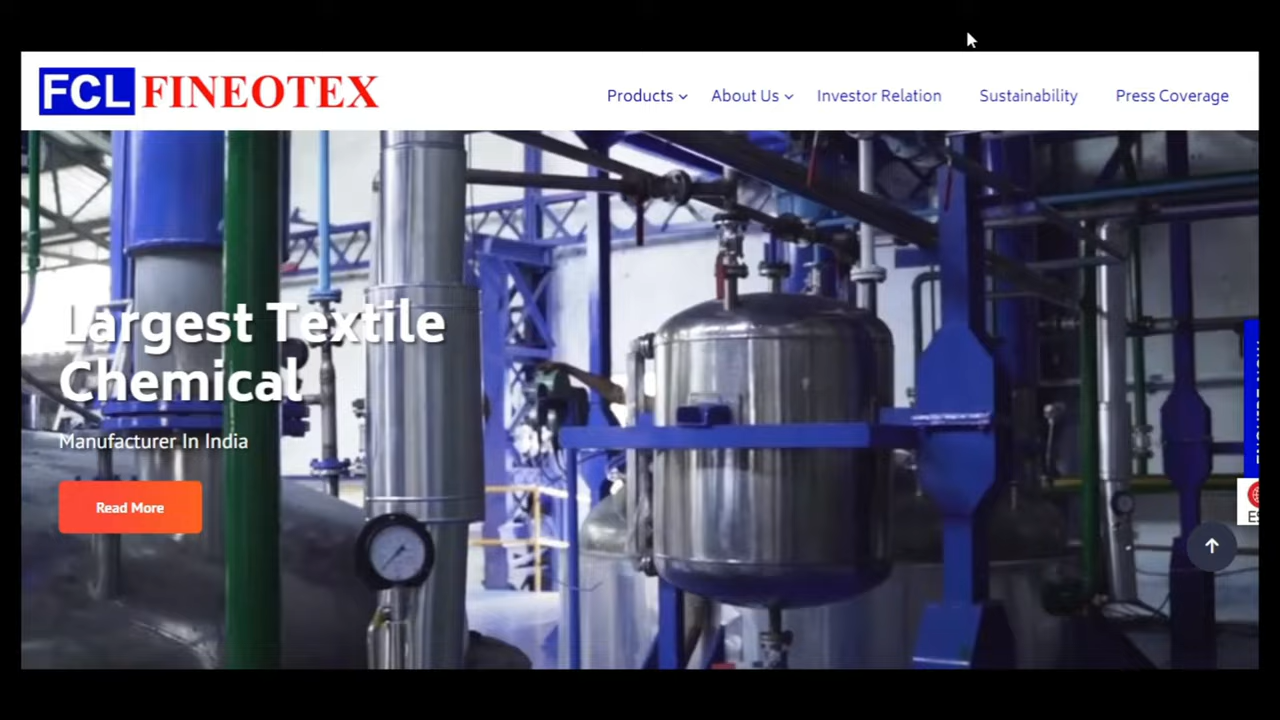 FCL FINEOTEX
Products About Us Investor Relation Sustainability Press Coverage
Largest Textile
Chemical
Manufacturer In India
Read More